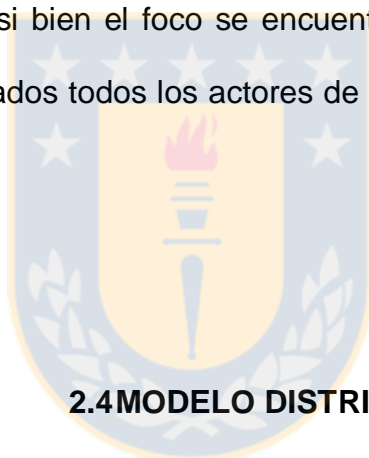 si bien el foco se encuent
ados todos los actores de
2.4MODELO DISTRI